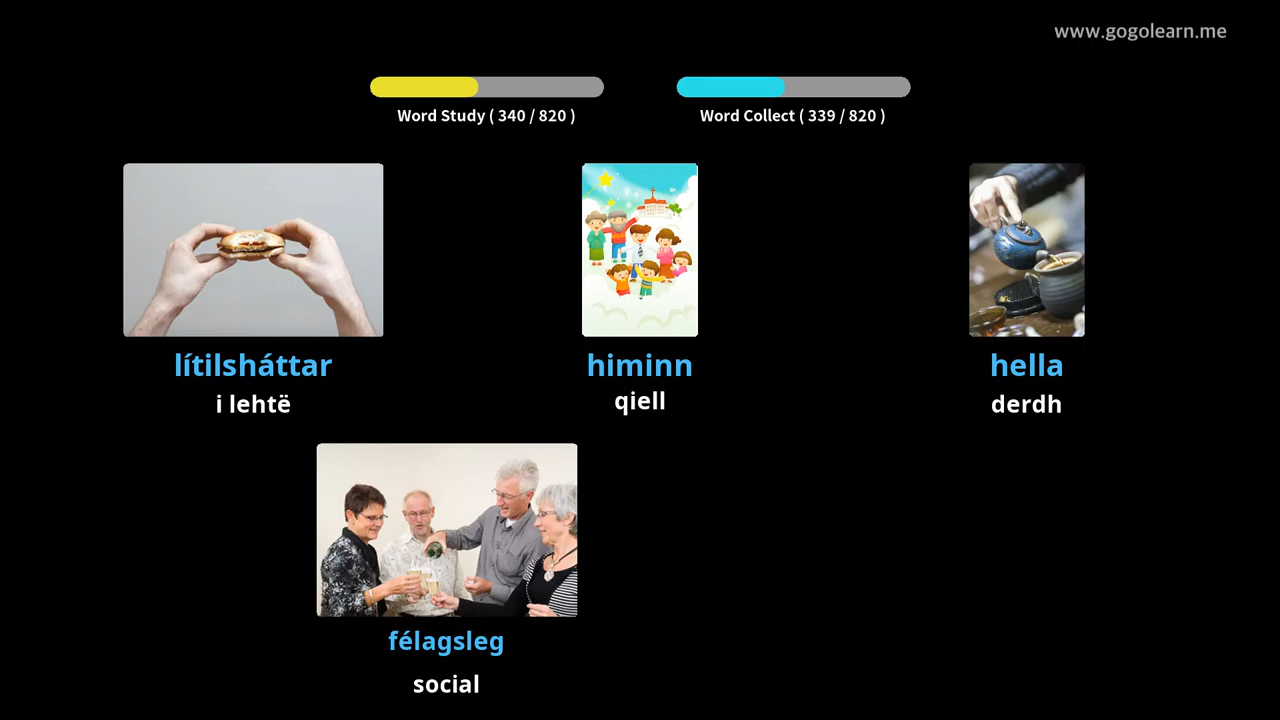 www.gogolearn.me
Word Study ( 340 / 820 )
Word Collect ( 339 / 820 )
lítilsháttar
himinn
hella
i lehtë
qiell
derdh
félagsleg
social